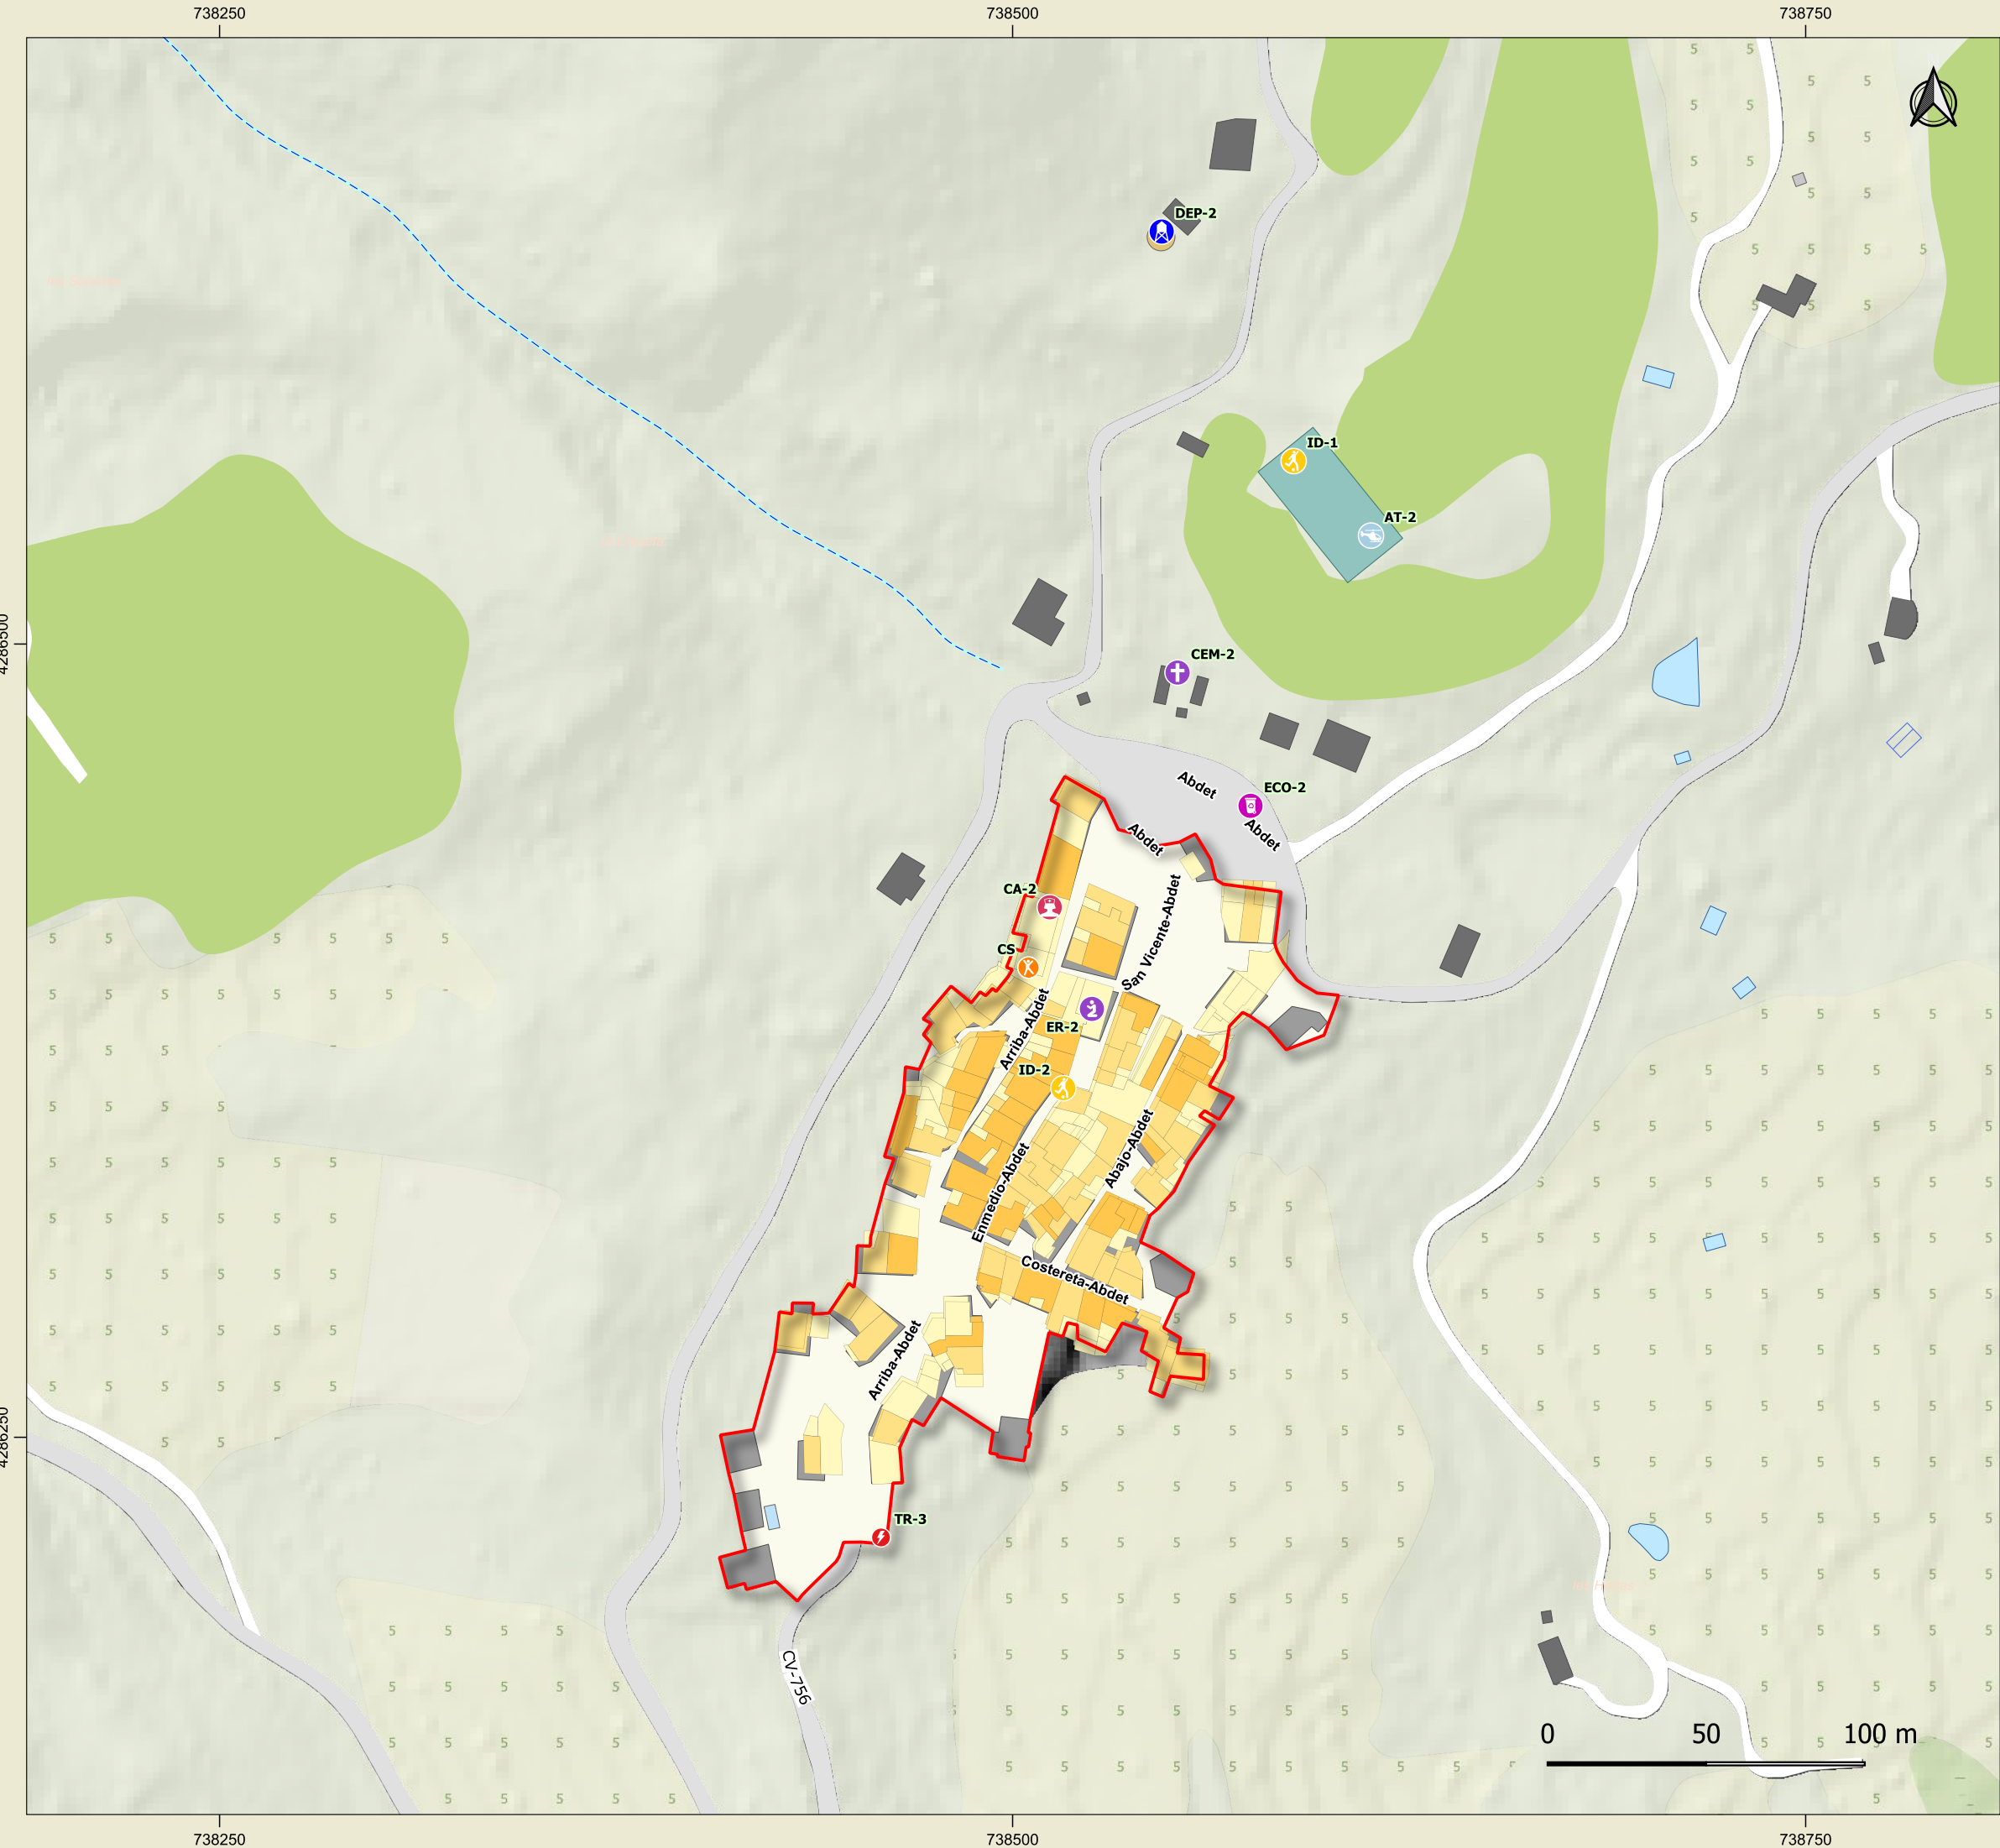 738250
738500
738750
DEP-2
ID-1
AT-2
4286500
CEM-2
Abdet
ECO-2
Abdet
Abdet
CA-2
San Vicente-Abdet
CS
Arriba-Abdet
ER-2
ID-2
Abajo-Abdet
Enmedio-Abdet
Costereta-Abdet
Arriba-Abdet
4286250
TR-3
CV-756
0 50 100 m
738250
738500
738750